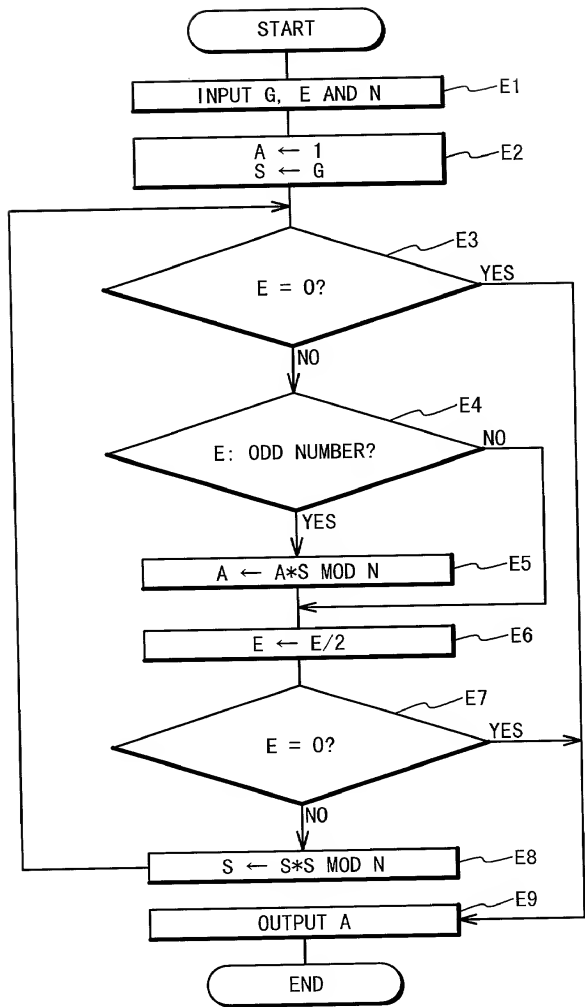 START
INPUT G, E AND N
E1
A ← 1
S ← G
E2
E3
E = 0?
YES
NO
E4
E: ODD NUMBER?
NO
YES
A ← A*S MOD N
E5
E ← E/2
E6
E7
E = 0?
YES
NO
S ← S*S MOD N
E8
E9
OUTPUT A
END